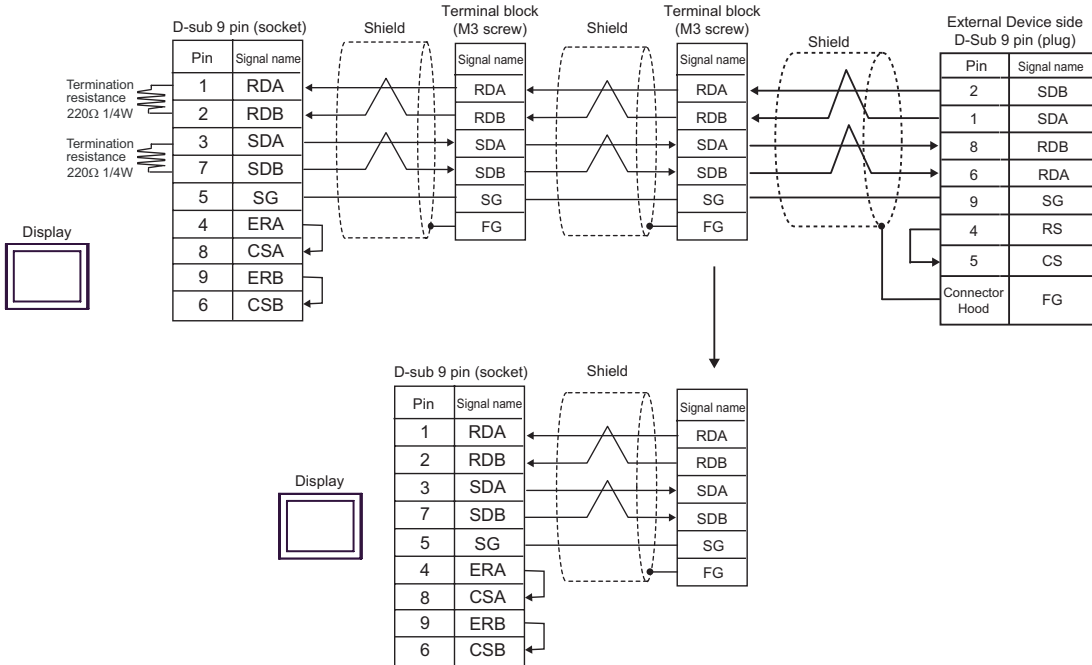 D-sub 9 pin (socket)
Shield
Terminal block
(M3 screw)
Shield
Terminal block
(M3 screw)
Shield
External Device side
D-Sub 9 pin (plug)
Termination
resistance
220Ω 1/4W
Termination
resistance
220Ω 1/4W
Display
Pin Signal name
1 RDA
2 RDB
3 SDA
7 SDB
5 SG
4 ERA
8 CSA
9 ERB
6 CSB
Signal name
RDA
RDB
SDA
SDB
SG
FG
Signal name
RDA
RDB
SDA
SDB
SG
FG
Pin Signal name
2 SDB
1 SDA
8 RDB
6 RDA
9 SG
4 RS
5 CS
Connector
Hood
FG
D-sub 9 pin (socket)
Shield
Display
Pin Signal name
1 RDA
2 RDB
3 SDA
7 SDB
5 SG
4 ERA
8 CSA
9 ERB
6 CSB
Signal name
RDA
RDB
SDA
SDB
SG
FG